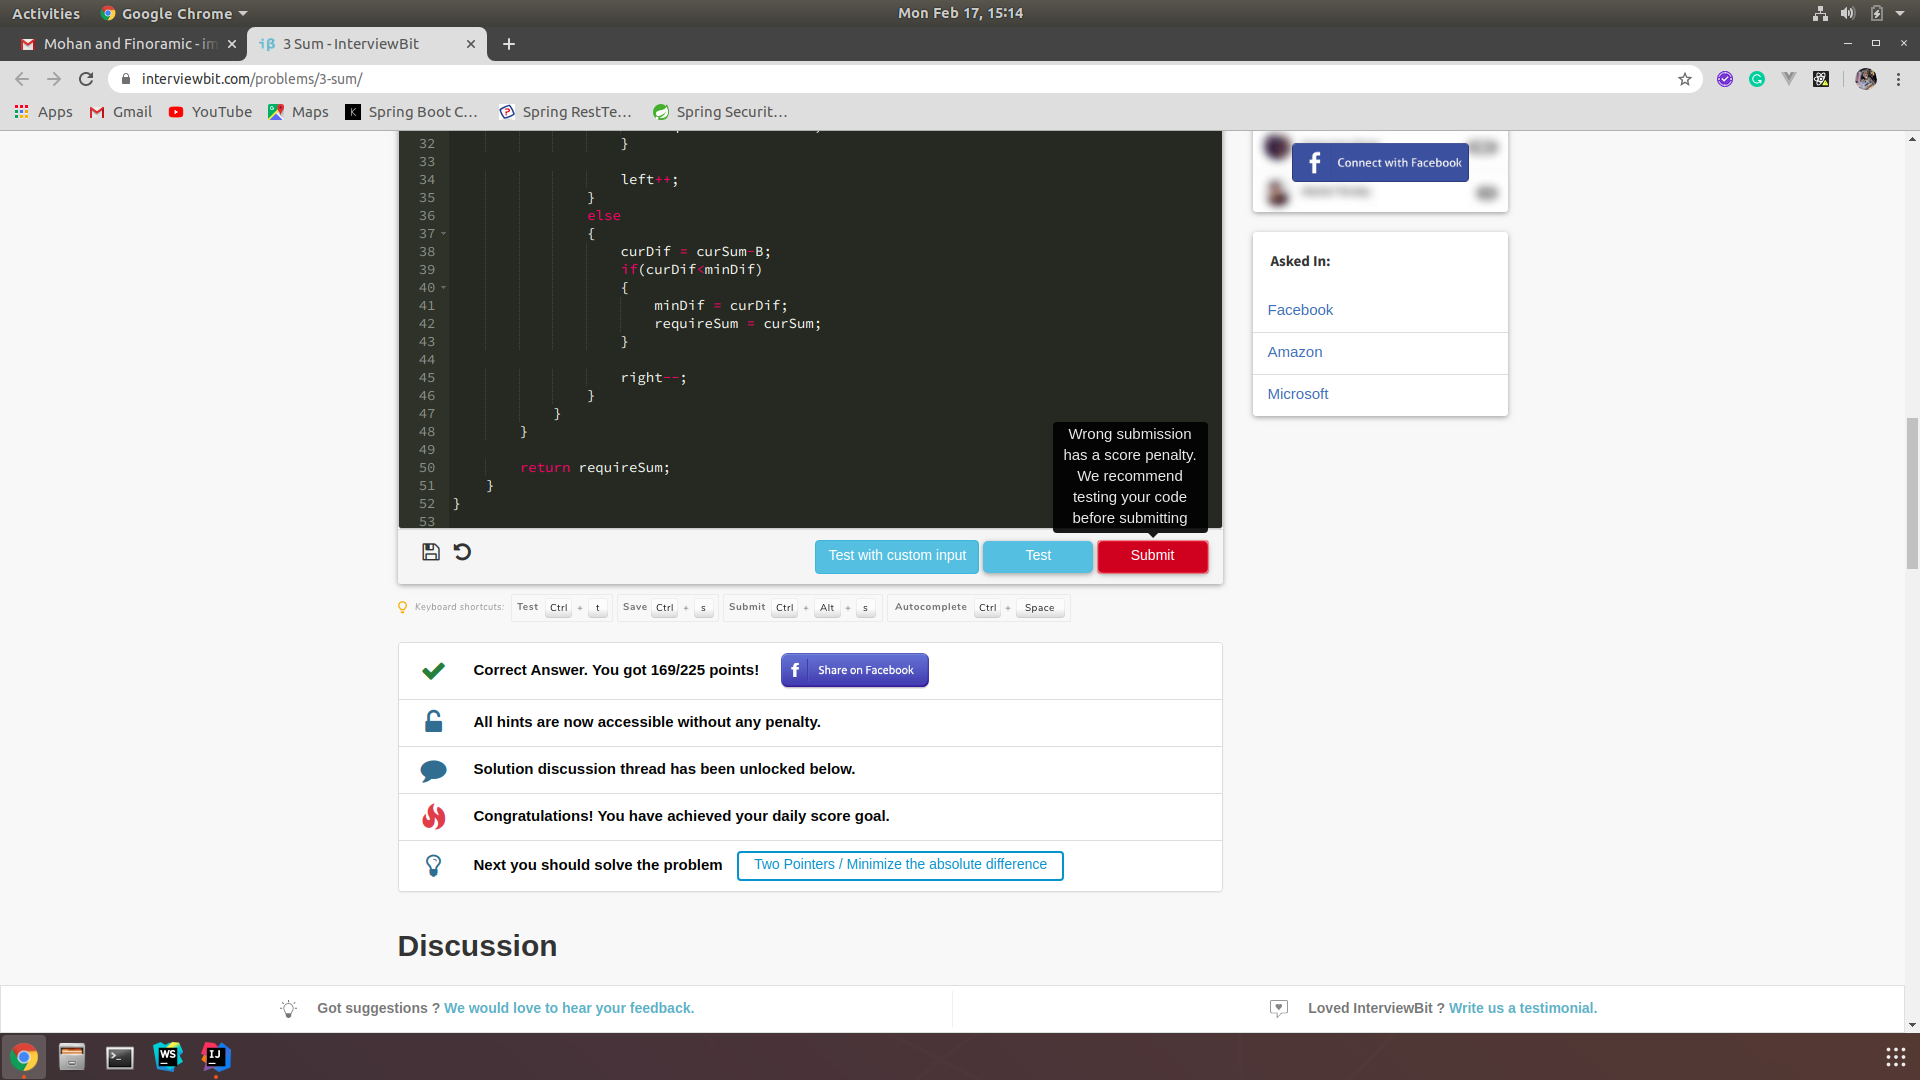 Activities
Google Chrome
Mon Feb 17, 15:14
Mohan and Finoramic - im
3 Sum - InterviewBit
interviewbit.com/problems/3-sum/
Apps
Gmail
YouTube
Maps
Spring Boot C...
Spring RestTe...
Spring Securit...
32 }
33
34 left++;
35 }
36 else
37 {
38 curDif = curSum-B;
39 if(curDif<minDif)
40 {
41 minDif = curDif;
42 requireSum = curSum;
43 }
44
45 right--;
46 }
47 }
48 }
49
50 return requireSum;
51 }
52 }
53
Wrong submission
has a score penalty.
We recommend
testing your code
before submitting
Test with custom input
Test
Submit
Keyboard shortcuts: Test Ctrl + t Save Ctrl + s Submit Ctrl + Alt + s Autocomplete Ctrl + Space
Correct Answer. You got 169/225 points!
f Share on Facebook
All hints are now accessible without any penalty.
Solution discussion thread has been unlocked below.
Congratulations! You have achieved your daily score goal.
Next you should solve the problem
Two Pointers / Minimize the absolute difference
Discussion
f Connect with Facebook
Asked In:
Facebook
Amazon
Microsoft
Got suggestions ? We would love to hear your feedback.
Loved InterviewBit ? Write us a testimonial.
WS
IJ